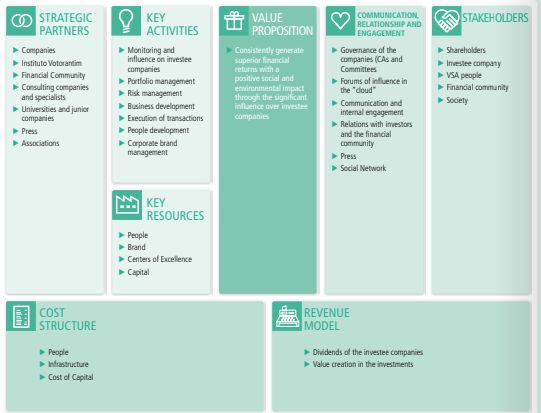 STRATEGIC
PARTNERS
Companies
Instituto Votorantim
Financial Community
Consulting companies
and specialists
Universities and junior
companies
Press
Associations
KEY
ACTIVITIES
Monitoring and
influence on investee
companies
Portfolio management
Risk management
Business development
Execution of transactions
People development
Corporate brand
management
KEY
RESOURCES
People
Brand
Centers of Excellence
Capital
VALUE
PROPOSITION
Consistently generate
superior financial
returns with a
positive social and
environmental impact
through the significant
influence over investee
companies
COMMUNICATION,
RELATIONSHIP AND
ENGAGEMENT
Governance of the
companies (CAs and
Committees
Forums of influence in
the "cloud"
Communication and
internal engagement
Relations with investors
and the financial
community
Press
Social Network
STAKEHOLDERS
Shareholders
Investee company
VSA people
Financial community
Society
COST
STRUCTURE
People
Infrastructure
Cost of Capital
REVENUE
MODEL
Dividends of the investee companies
Value creation in the investments